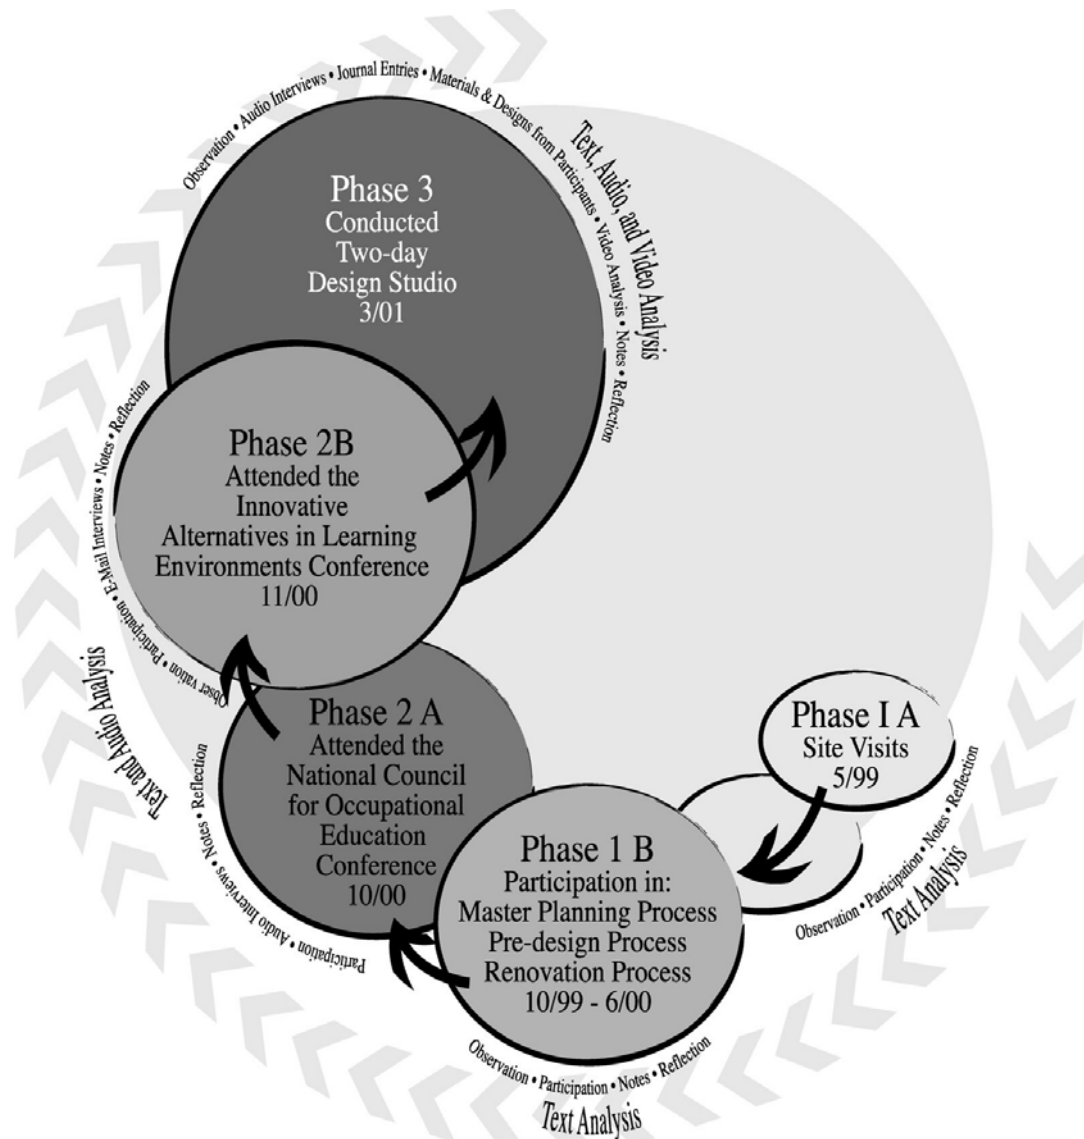 Observation • Audio Interviews • Journal Entries • Materials & Designs from Participants • Video Analysis • Notes • Reflection
Text, Audio, and Video Analysis
Phase 3
Conducted
Two-day
Design Studio
3/01
Observation • Participation • E-Mail Interviews • Notes • Reflection
Phase 2B
Attended the
Innovative
Alternatives in Learning
Environments Conference
11/00
Text and Audio Analysis
Phase 2 A
Attended the
National Council
for Occupational
Education
Conference
10/00
Participation • Audio Interviews • Notes • Reflection
Phase I A
Site Visits
5/99
Observation • Participation • Notes • Reflection
Text Analysis
Phase 1 B
Participation in:
Master Planning Process
Pre-design Process
Renovation Process
10/99 - 6/00
Observation • Participation • Notes • Reflection
Text Analysis